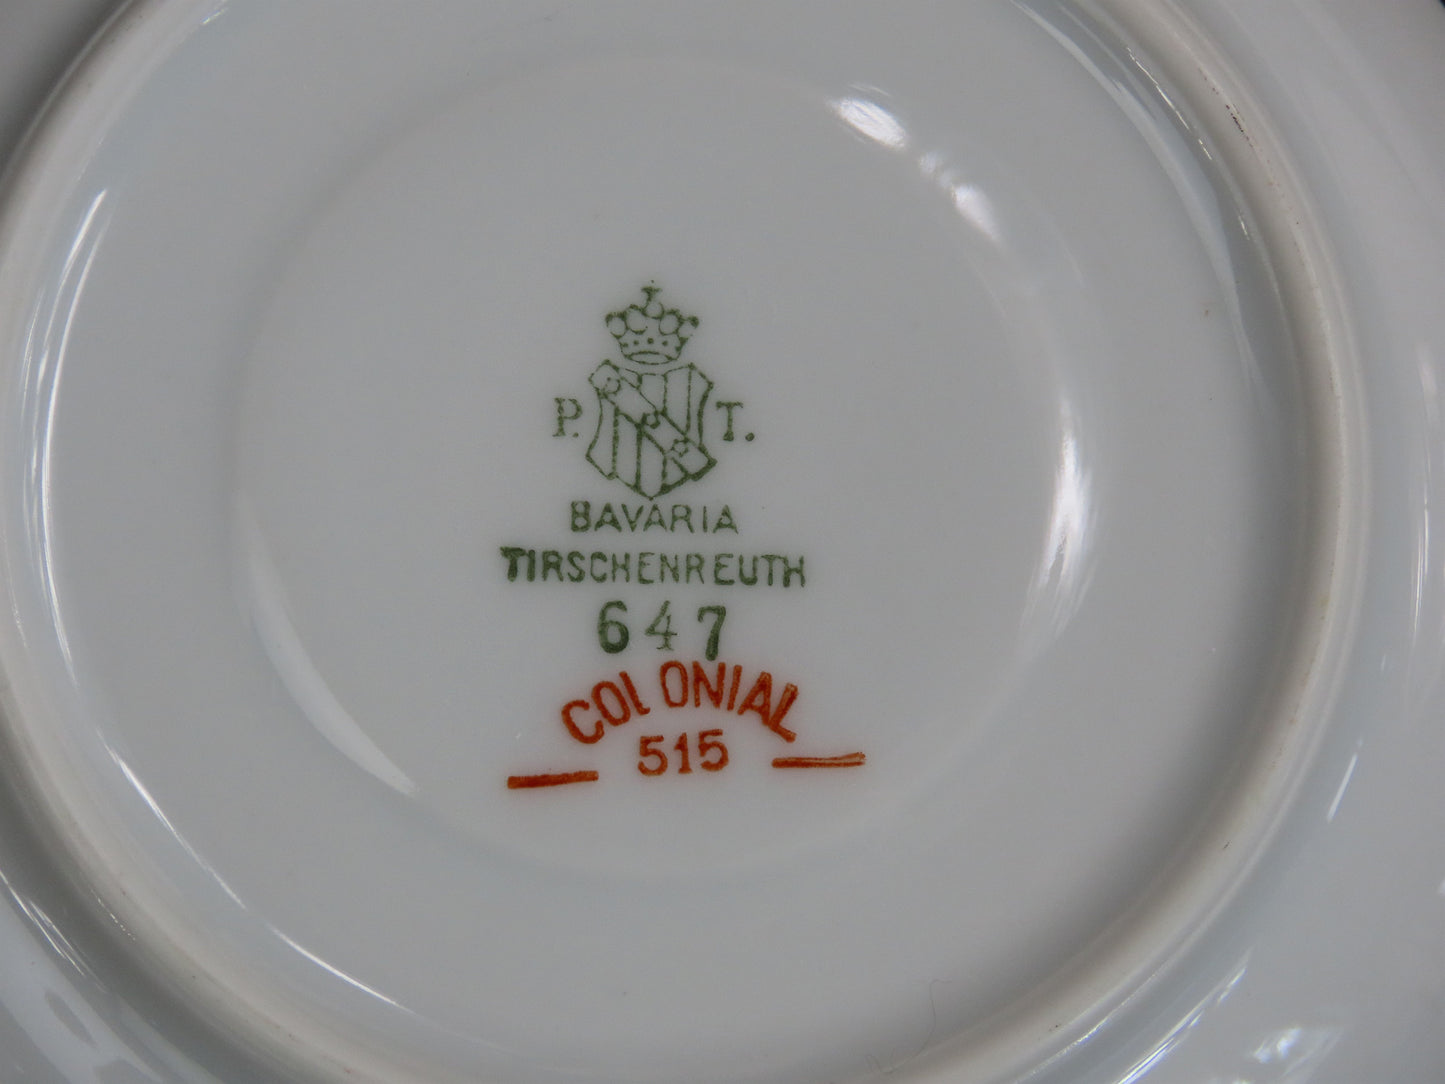 P. T.
BAVARIA
TIRSCHENREUTH
647
COLONIAL
515